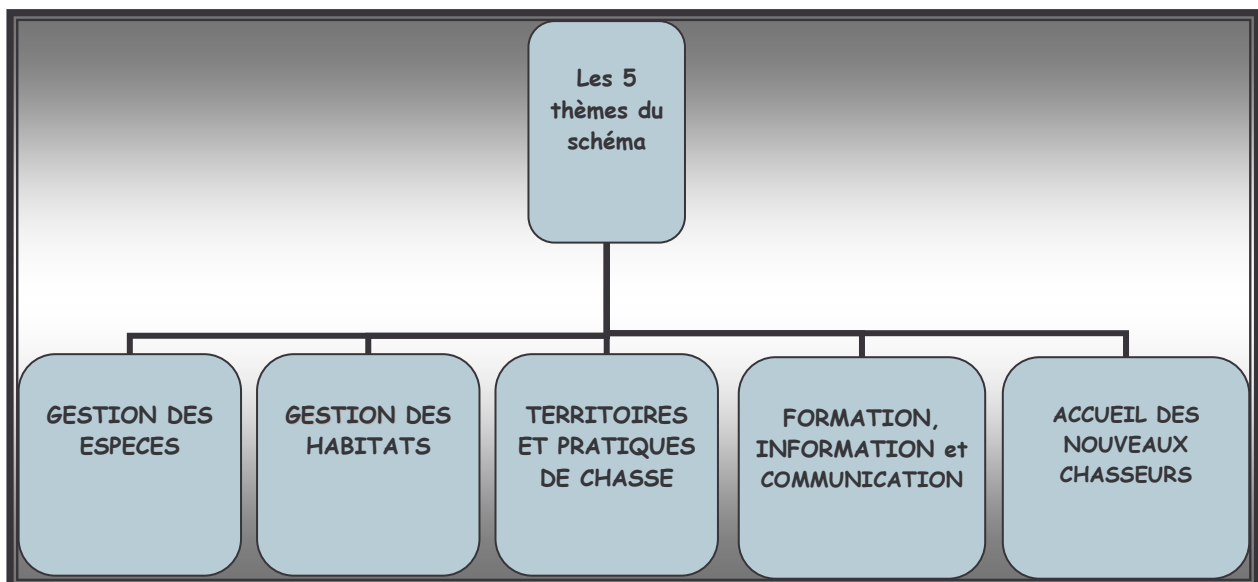 Les 5
thèmes du
schéma
GESTION DES
ESPECES
GESTION DES
HABITATS
TERRITOIRES
ET PRATIQUES
DE CHASSE
FORMATION,
INFORMATION et
COMMUNICATION
ACCUEIL DES
NOUVEAUX
CHASSEURS